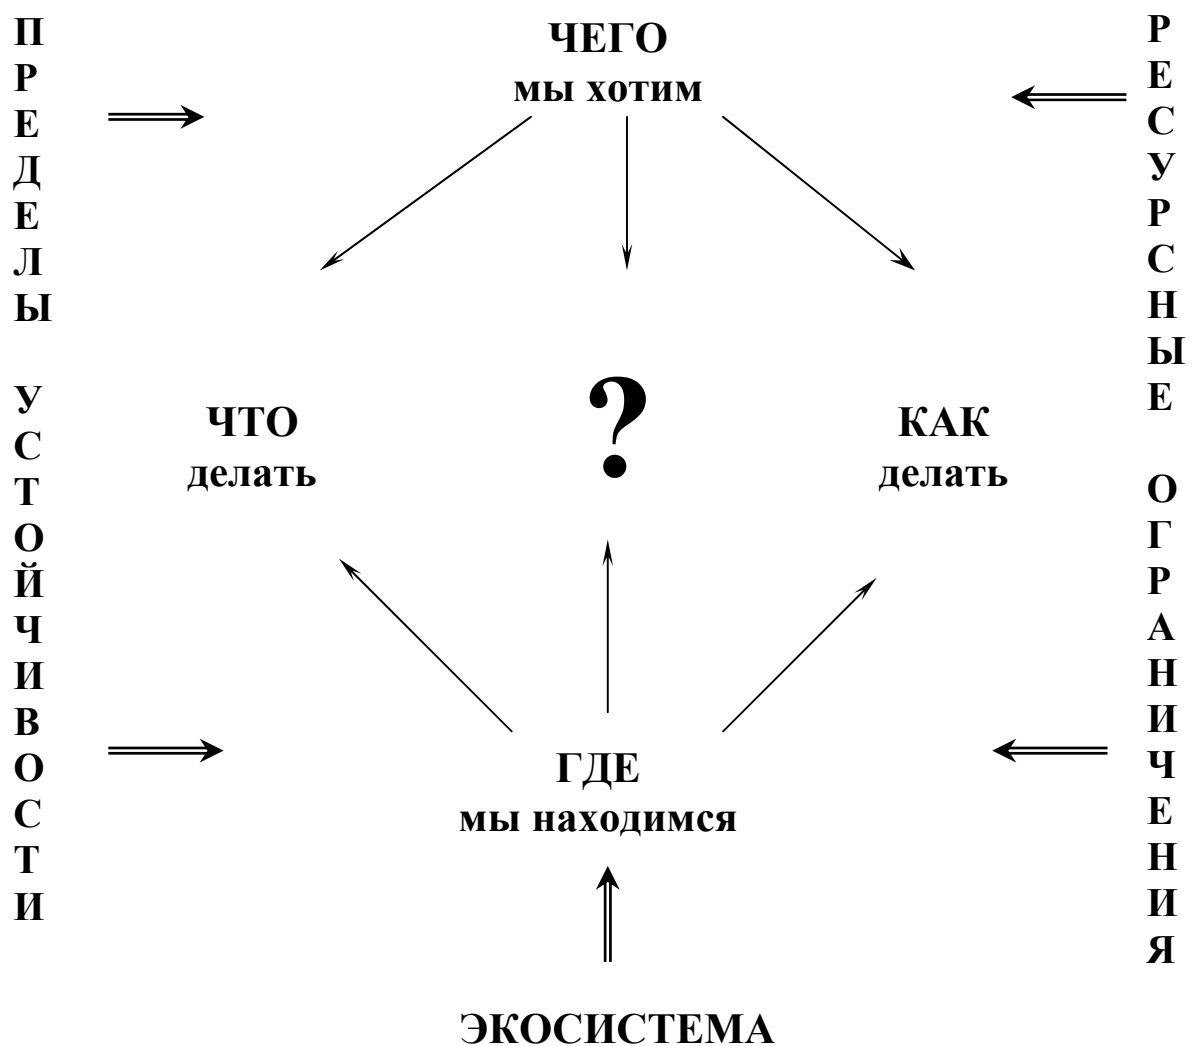 ПРЕДЕЛЫ УСТОЙЧИВОСТИ
ЧЕГО
мы хотим
РЕСУРСНЫЕ ОГРАНИЧЕНИЯ
ЧТО
делать
?
КАК
делать
ГДЕ
мы находимся
ЭКОСИСТЕМА